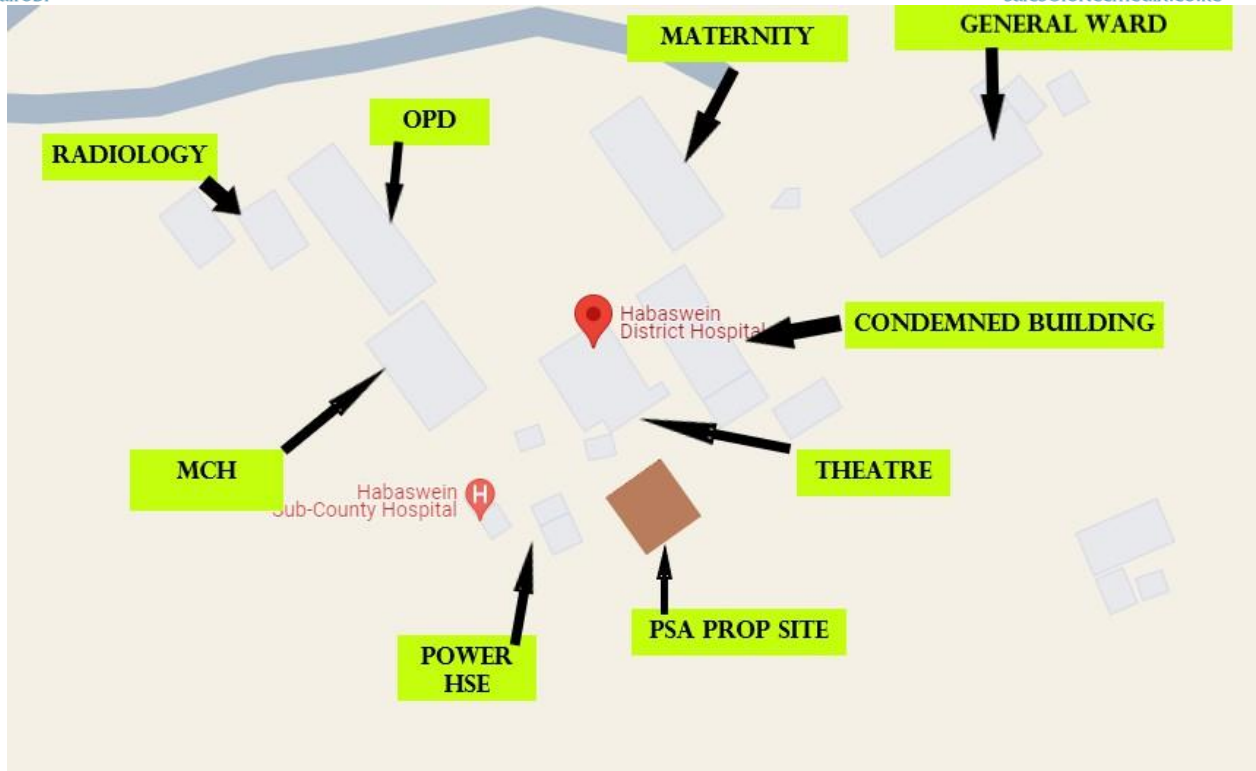 MATERNITY
GENERAL WARD
OPD
RADIOLOGY
Habaswein
District Hospital
CONDEMNED BUILDING
MCH
THEATRE
Habaswein
Sub-County Hospital
H
PSA PROP SITE
POWER
HSE